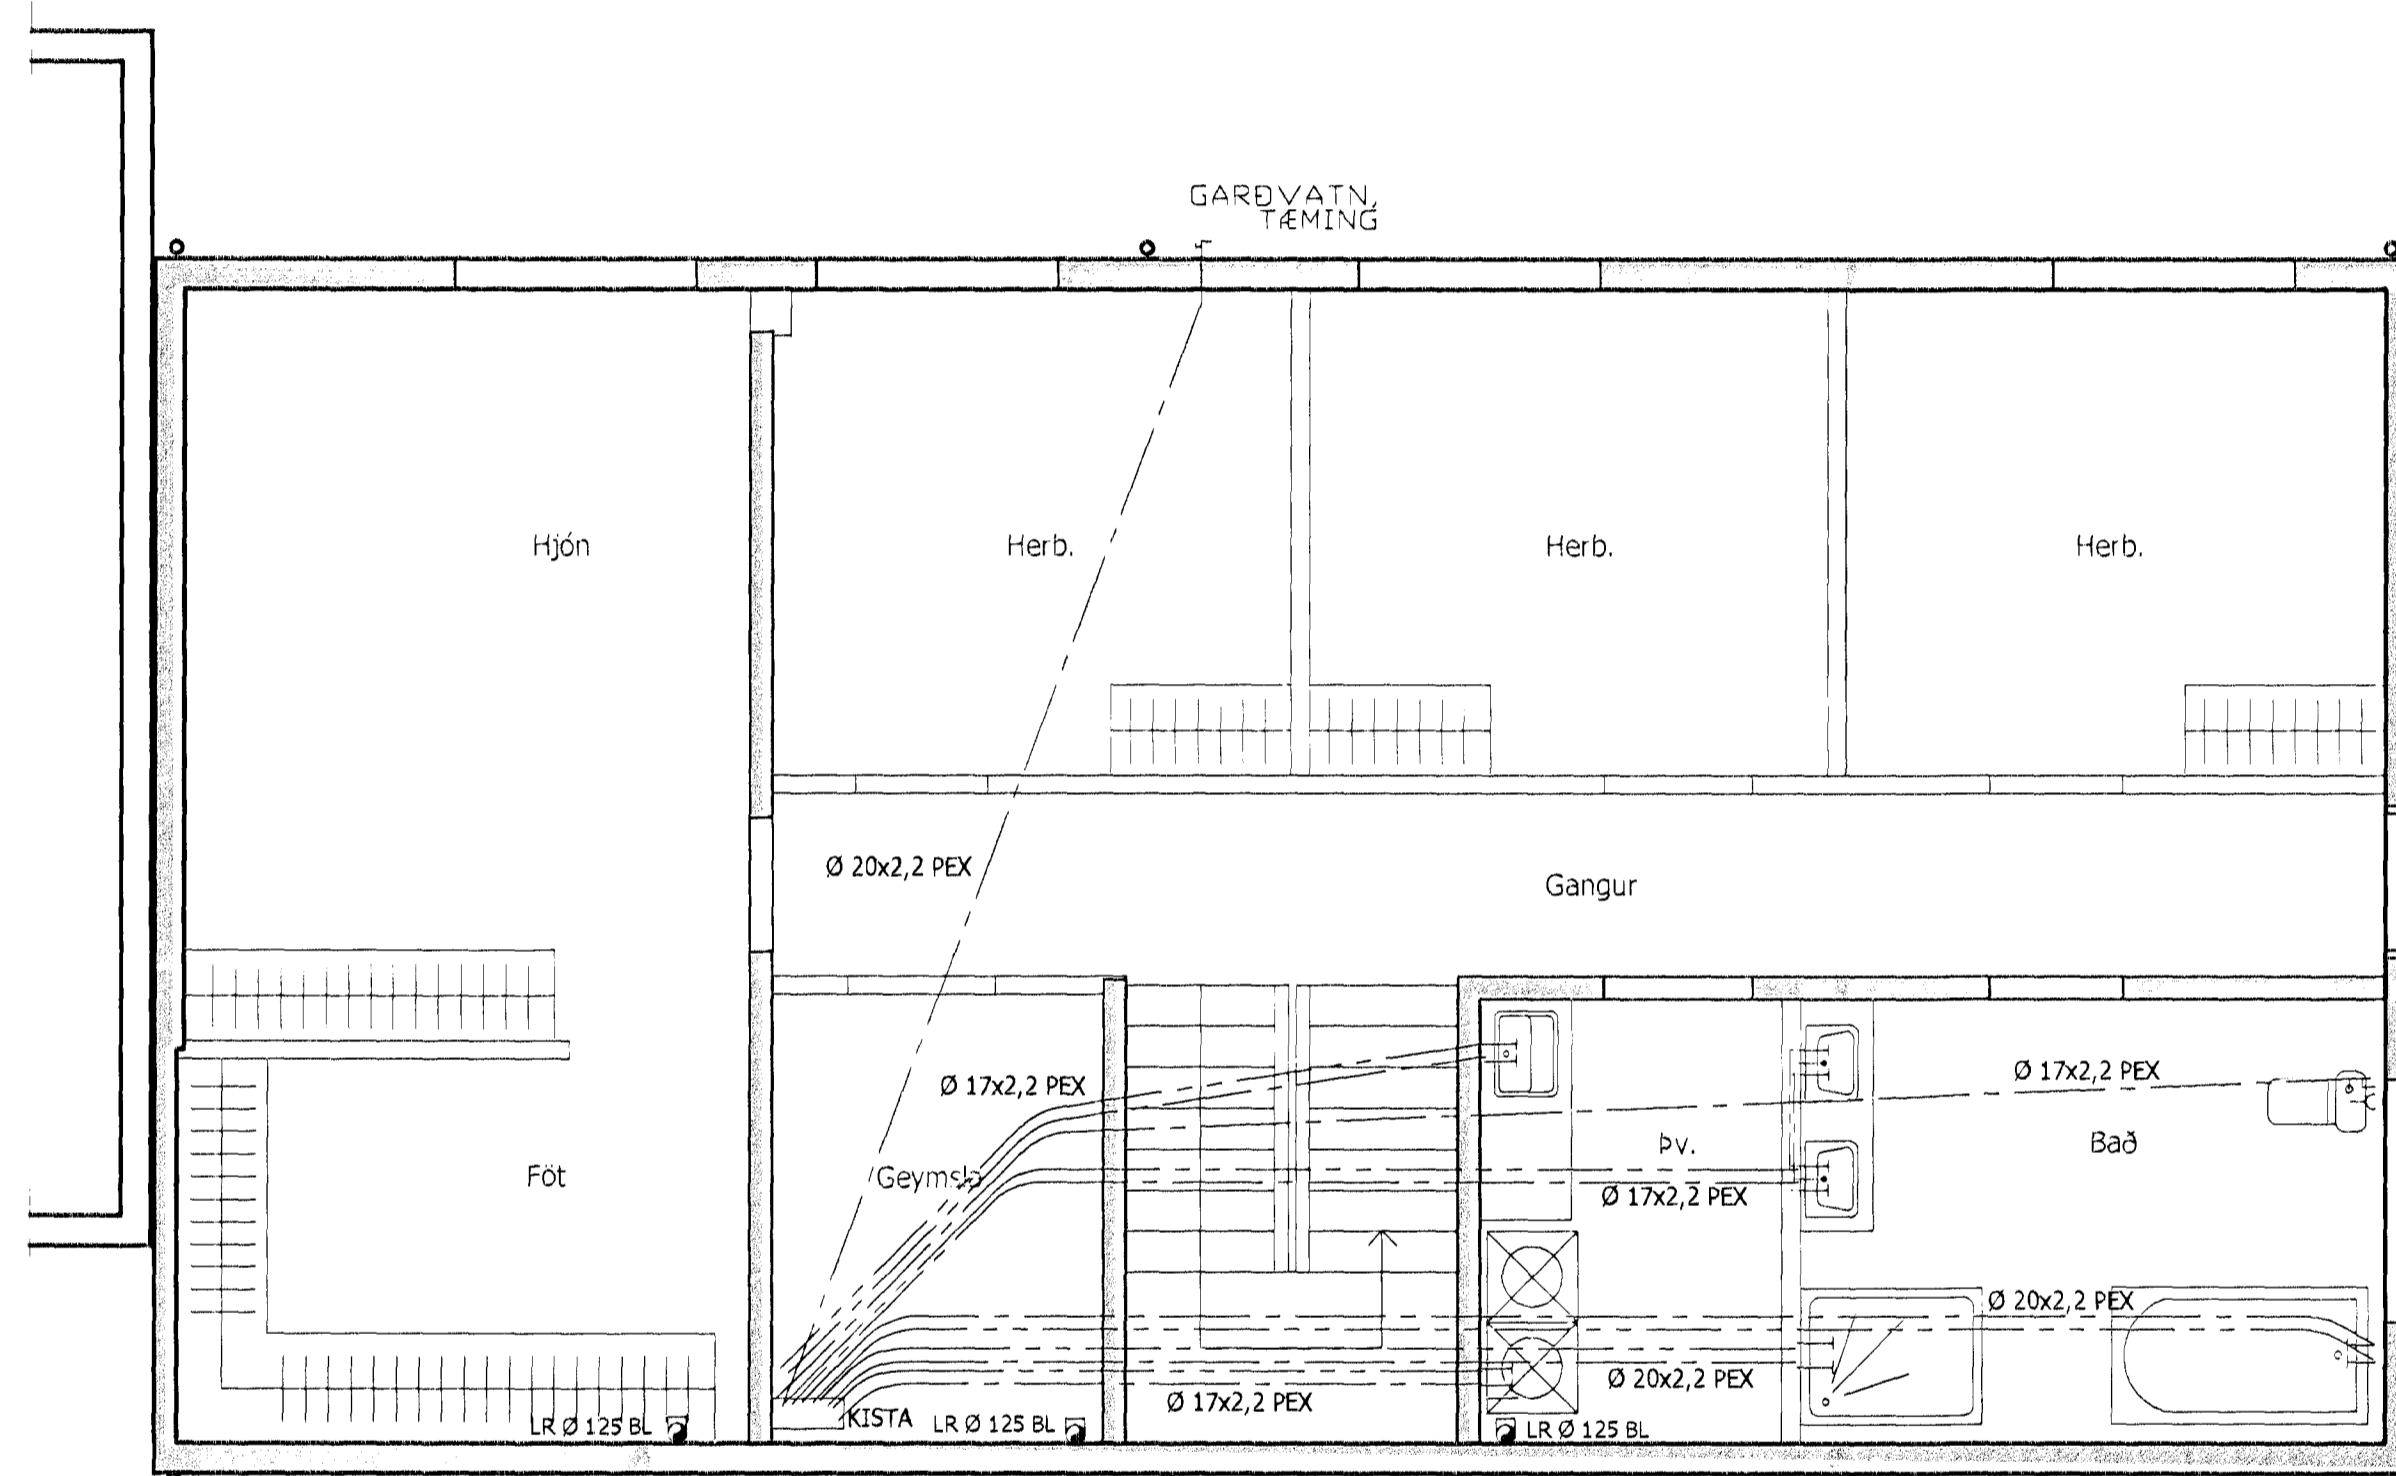 GARÐVATN,
TÆMING
Hjón
Herb.
Herb.
Herb.
Ø 20x2,2 PEX
Gangur
Ø 17x2,2 PEX
Ø 17x2,2 PEX
Þv.
Bað
Föt
Geymsla
Ø 17x2,2 PEX
Ø 20x2,2 PEX
Ø 20x2,2 PEX
Ø 17x2,2 PEX
KISTA
LR Ø 125 BL
LR Ø 125 BL
LR Ø 125 BL